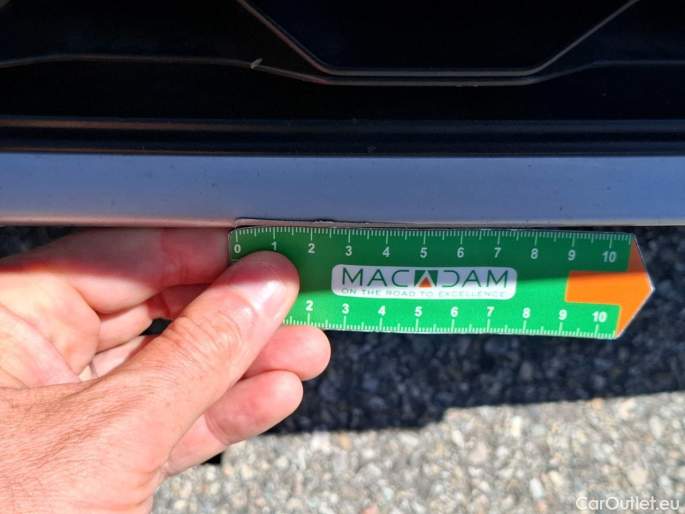 0 1 2 3 4 5 6 7 8 9 10
MACADAM
ON THE ROAD TO EXCELLENCE
2 3 4 5 6 7 8 9 10
CarOutlet.eu